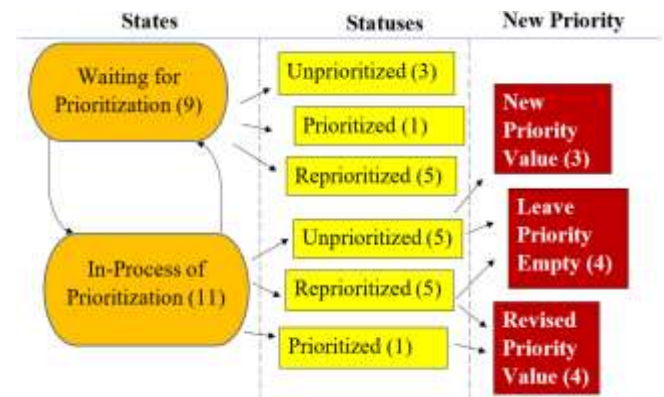 States
Statuses
New Priority
Waiting for
Prioritization (9)
Unprioritized (3)
Prioritized (1)
Reprioritized (5)
In-Process of
Prioritization (11)
Unprioritized (5)
Reprioritized (5)
Prioritized (1)
New
Priority
Value (3)
Leave
Priority
Empty (4)
Revised
Priority
Value (4)